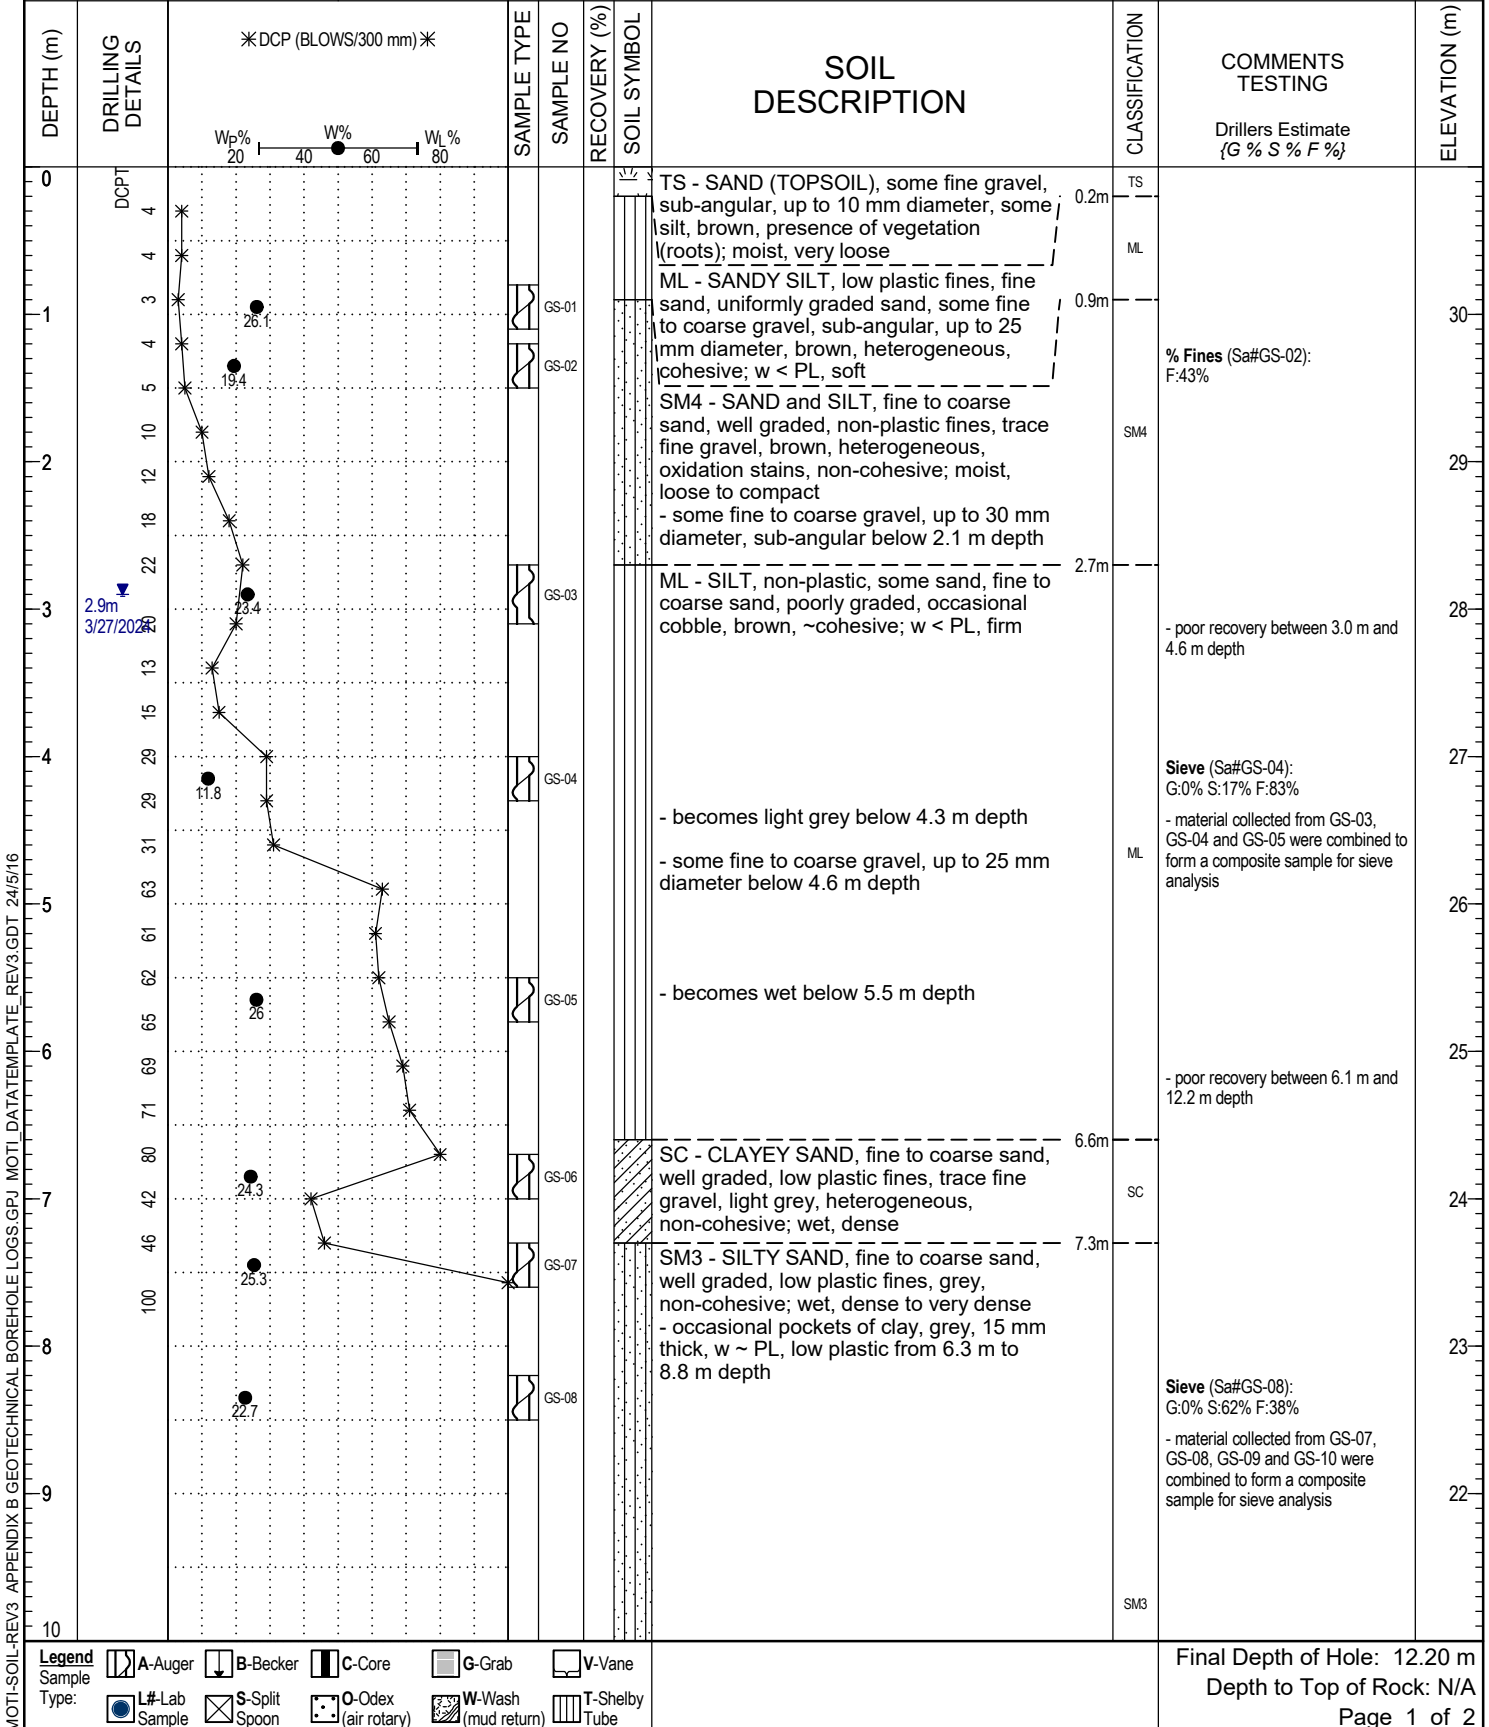 DEPTH (m)
DRILLING
DETAILS
DCP (BLOWS/300 mm)
WP% W% WL%
20 40 60 80
SAMPLE TYPE
SAMPLE NO
RECOVERY (%)
SOIL SYMBOL
SOIL
DESCRIPTION
CLASSIFICATION
COMMENTS
TESTING
Drillers Estimate
{G % S % F %}
ELEVATION (m)
0
1
2
3
4
5
6
7
8
9
10
DCPT
4
4
3
4
5
10
12
18
22
20
13
15
29
29
31
63
61
62
65
69
71
80
42
46
100
2.9m
3/27/2024
26.1
19.4
23.4
11.8
26
24.3
25.3
22.7
GS-01
GS-02
GS-03
GS-04
GS-05
GS-06
GS-07
GS-08
TS - SAND (TOPSOIL), some fine gravel,
sub-angular, up to 10 mm diameter, some
silt, brown, presence of vegetation
(roots); moist, very loose
ML - SANDY SILT, low plastic fines, fine
sand, uniformly graded sand, some fine
to coarse gravel, sub-angular, up to 25
mm diameter, brown, heterogeneous,
cohesive; w < PL, soft
SM4 - SAND and SILT, fine to coarse
sand, well graded, non-plastic fines, trace
fine gravel, brown, heterogeneous,
oxidation stains, non-cohesive; moist,
loose to compact
- some fine to coarse gravel, up to 30 mm
diameter, sub-angular below 2.1 m depth
ML - SILT, non-plastic, some sand, fine to
coarse sand, poorly graded, occasional
cobble, brown, ~cohesive; w < PL, firm
- becomes light grey below 4.3 m depth
- some fine to coarse gravel, up to 25 mm
diameter below 4.6 m depth
- becomes wet below 5.5 m depth
SC - CLAYEY SAND, fine to coarse sand,
well graded, low plastic fines, trace fine
gravel, light grey, heterogeneous,
non-cohesive; wet, dense
SM3 - SILTY SAND, fine to coarse sand,
well graded, low plastic fines, grey,
non-cohesive; wet, dense to very dense
- occasional pockets of clay, grey, 15 mm
thick, w ~ PL, low plastic from 6.3 m to
8.8 m depth
0.2m
0.9m
2.7m
6.6m
7.3m
TS
ML
SM4
ML
SC
SM3
% Fines (Sa#GS-02):
F:43%
- poor recovery between 3.0 m and
4.6 m depth
Sieve (Sa#GS-04):
G:0% S:17% F:83%
- material collected from GS-03,
GS-04 and GS-05 were combined to
form a composite sample for sieve
analysis
- poor recovery between 6.1 m and
12.2 m depth
Sieve (Sa#GS-08):
G:0% S:62% F:38%
- material collected from GS-07,
GS-08, GS-09 and GS-10 were
combined to form a composite
sample for sieve analysis
30
29
28
27
26
25
24
23
22
MOTI-SOIL-REV3 APPENDIX B GEOTECHNICAL BOREHOLE LOGS.GPJ MOTI_DATATEMPLATE_REV3.GDT 24/5/16
Legend
Sample
Type:
A-Auger
B-Becker
C-Core
G-Grab
V-Vane
L#-Lab
Sample
S-Split
Spoon
O-Odex
(air rotary)
W-Wash
(mud return)
T-Shelby
Tube
Final Depth of Hole: 12.20 m
Depth to Top of Rock: N/A
Page 1 of 2